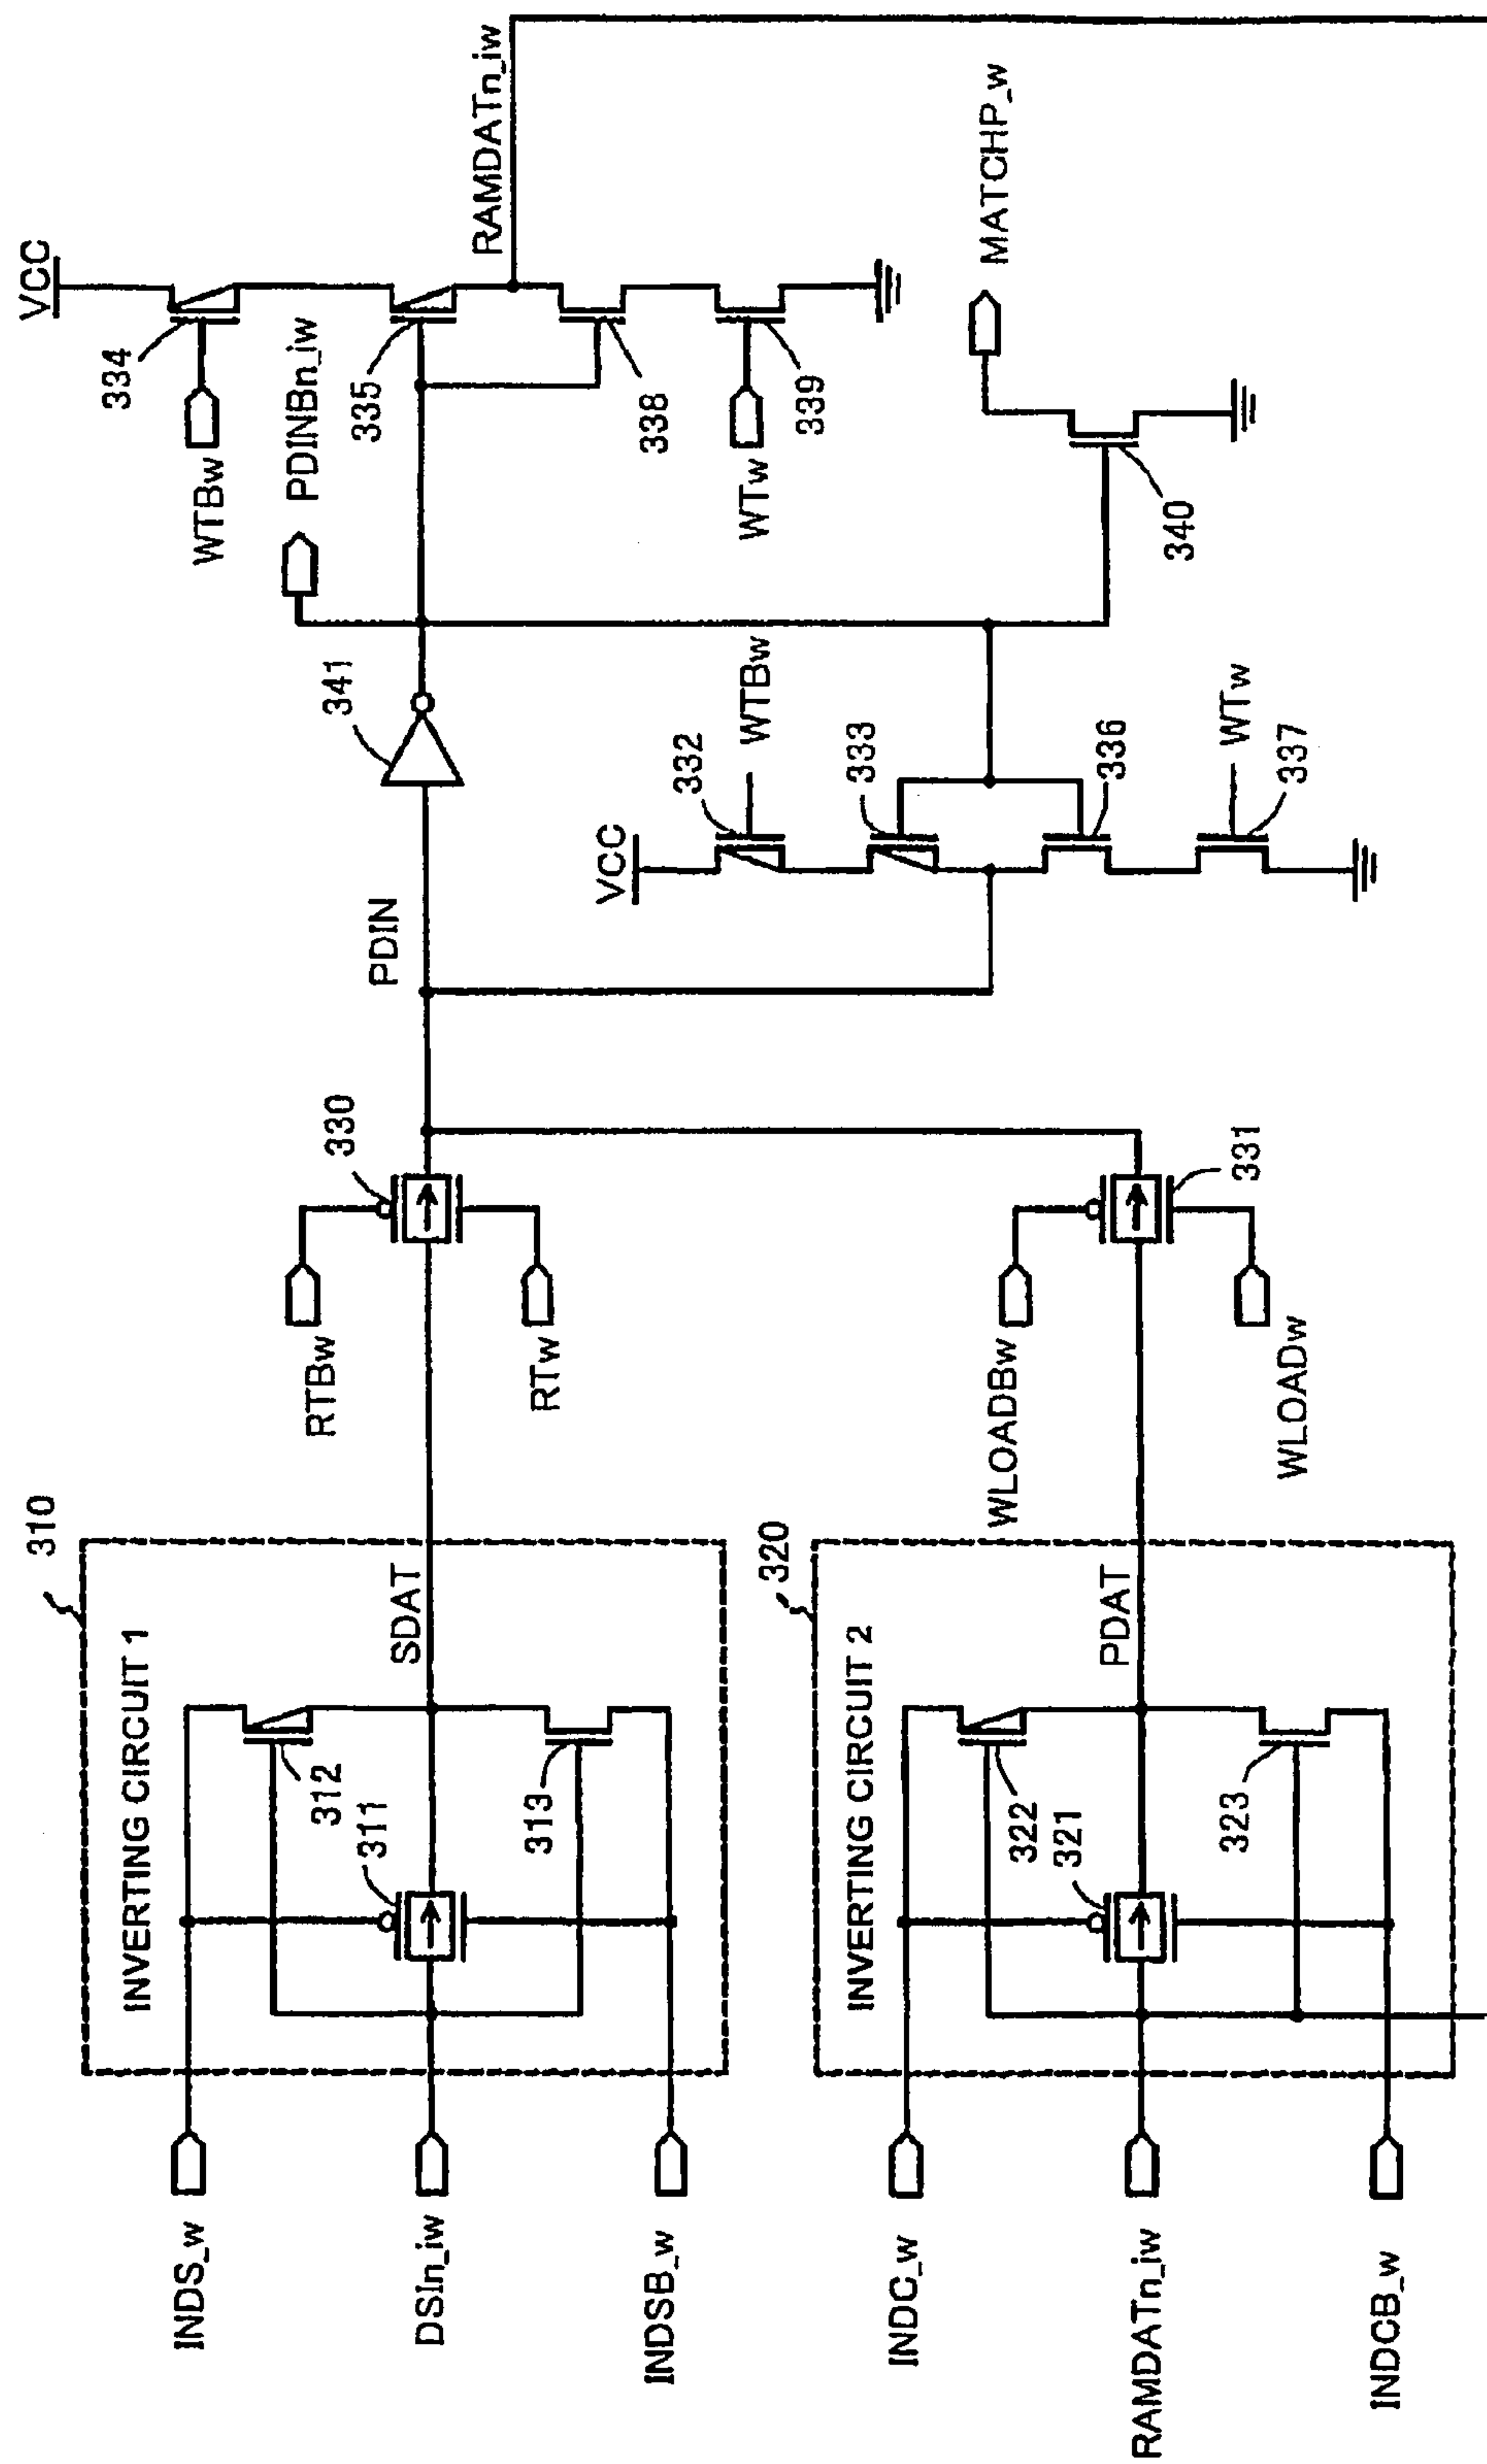 310
INVERTING CIRCUIT 1
INDS_w
DSIn_iw
INDSB_w
312
311
313
SDAT
RTBw
RTw
330
PDIN
341
PDINBn_iw
VCC
334
WTBw
335
RAMDATn_iw
338
WTw
339
320
INVERTING CIRCUIT 2
INDC_w
RAMDATn_iw
INDCB_w
322
321
323
PDAT
WLOADBw
WLOADw
331
VCC
332
WTBw
333
336
WTw
337
340
MATCHP_w